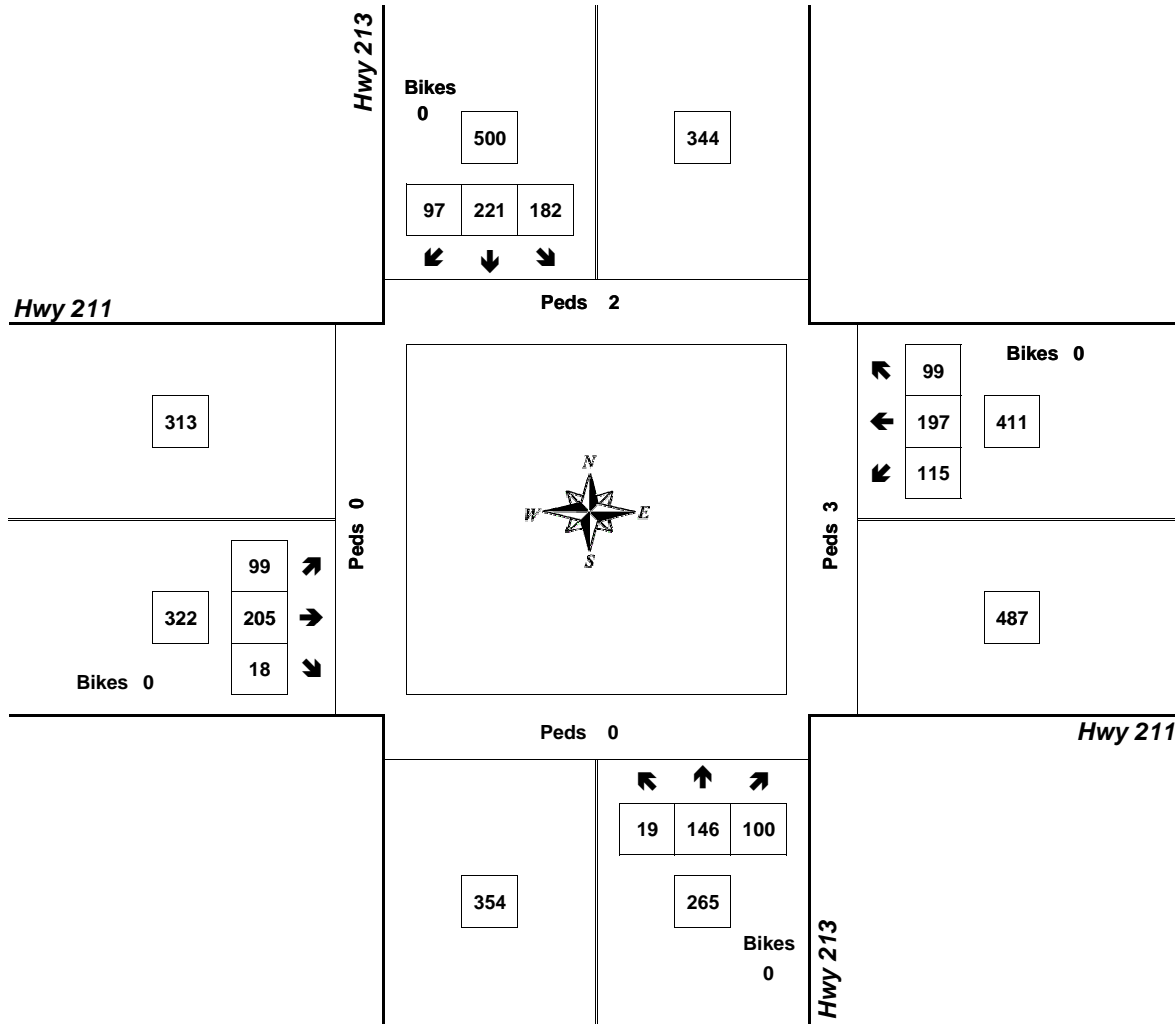 Hwy 213
Bikes
0
500
344
97 221 182
Peds 2
Hwy 211
Bikes 0
99
197
115
411
313
N
W E
S
Peds 0
Peds 3
99
205
18
322
487
Bikes 0
Peds 0
Hwy 211
19 146 100
354
265
Bikes
0
Hwy 213